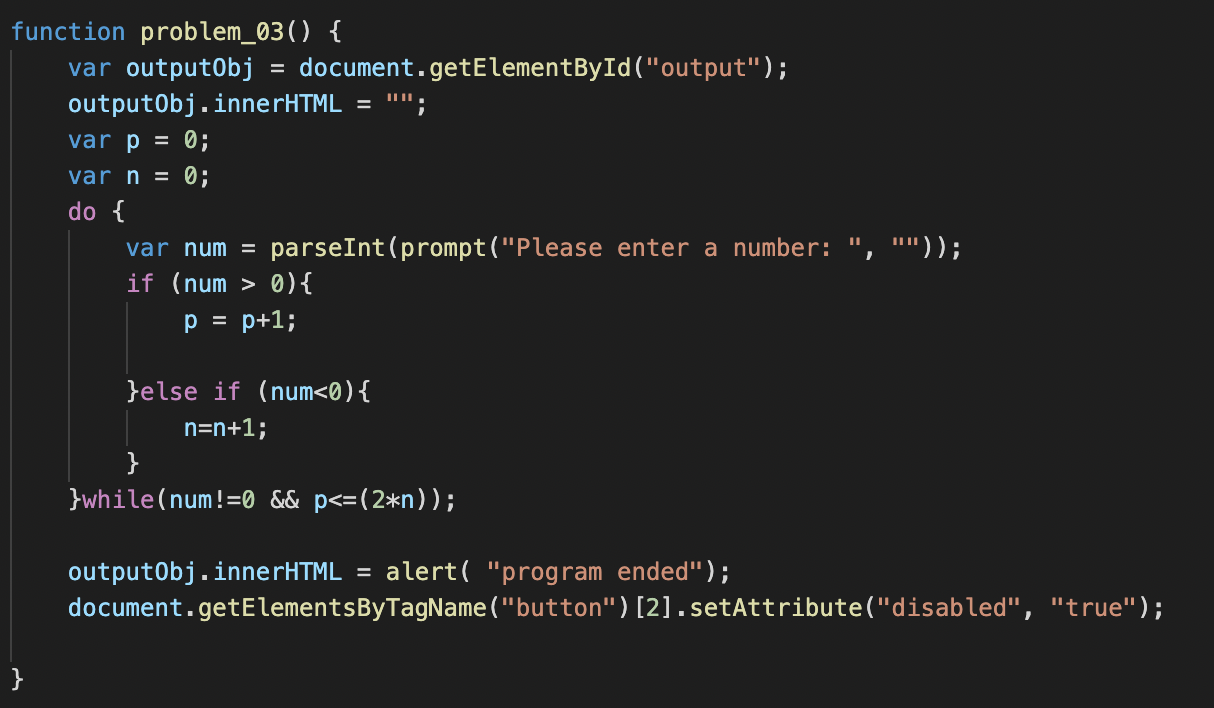 function problem_03() {
    var outputObj = document.getElementById("output");
    outputObj.innerHTML = "";
    var p = 0;
    var n = 0;
    do {
        var num = parseInt(prompt("Please enter a number: ", ""));
        if (num > 0){
            p = p+1;

        }else if (num<0){
            n=n+1;
        }
    }while(num!=0 && p<=(2*n));

    outputObj.innerHTML = alert( "program ended");
    document.getElementsByTagName("button")[2].setAttribute("disabled", "true");

}